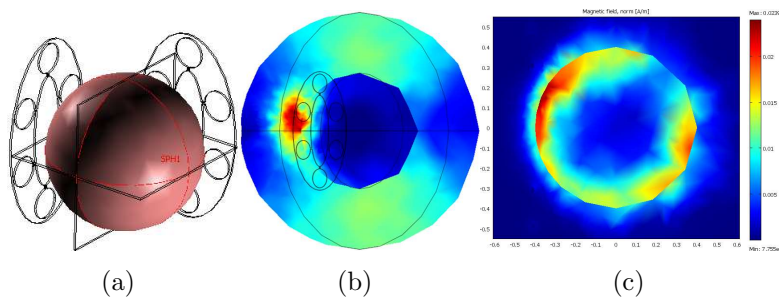 SPH1
Magnetic field, norm [A/m]
Max: 0.023
0.5
0.4
0.3
0.2
0.1
0
-0.1
-0.2
-0.3
-0.4
-0.5
-0.6 -0.5 -0.4 -0.3 -0.2 -0.1 0 0.1 0.2 0.3 0.4 0.5 0.6
0.02
0.015
0.01
0.005
Min: 7.755e
(a) (b) (c)